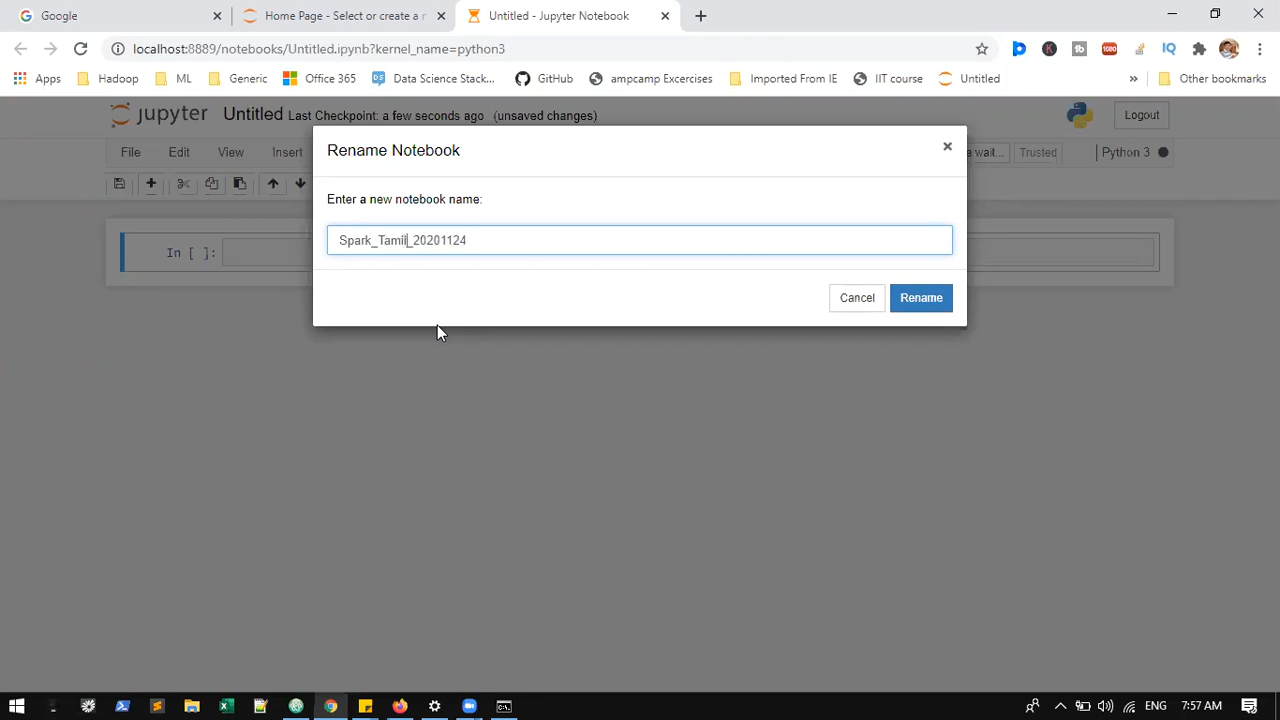 Google
Home Page - Select or create a n
Untitled - Jupyter Notebook
localhost:8889/notebooks/Untitled.ipynb?kernel_name=python3
Apps Hadoop ML Generic Office 365 Data Science Stack... GitHub ampcamp Excercises Imported From IE IIT course Untitled » Other bookmarks
jupyter Untitled Last Checkpoint: a few seconds ago (unsaved changes) Logout
File Edit View Insert wait... Trusted Python 3
Rename Notebook
Enter a new notebook name:
In [ ]:
Spark_Tamil_20201124
Cancel Rename
ENG 7:57 AM